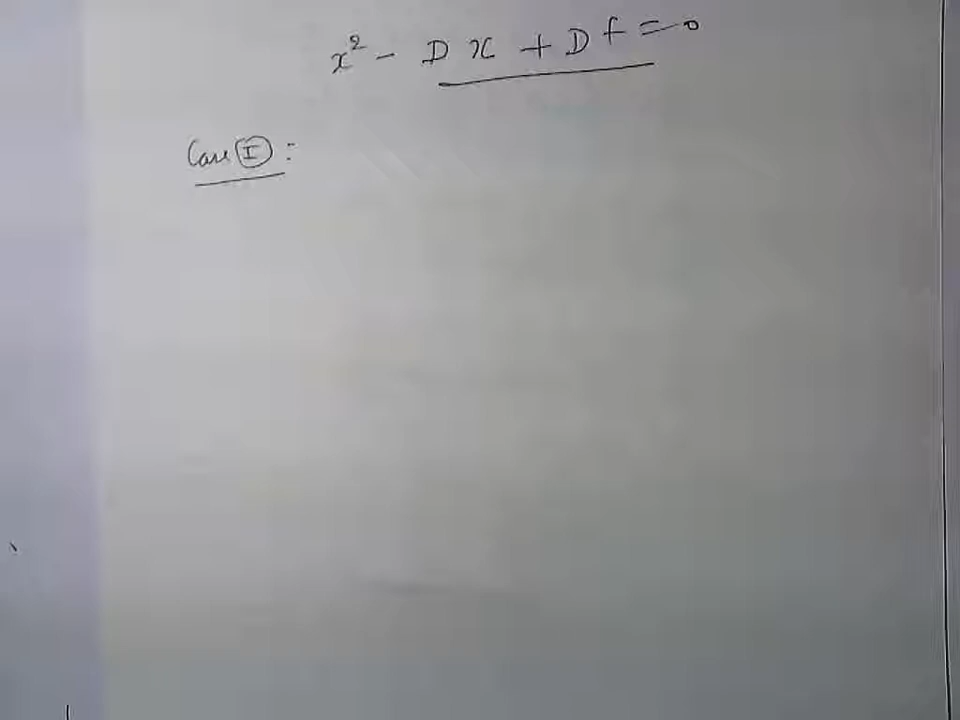 x² - D x + D f = 0
Case I :